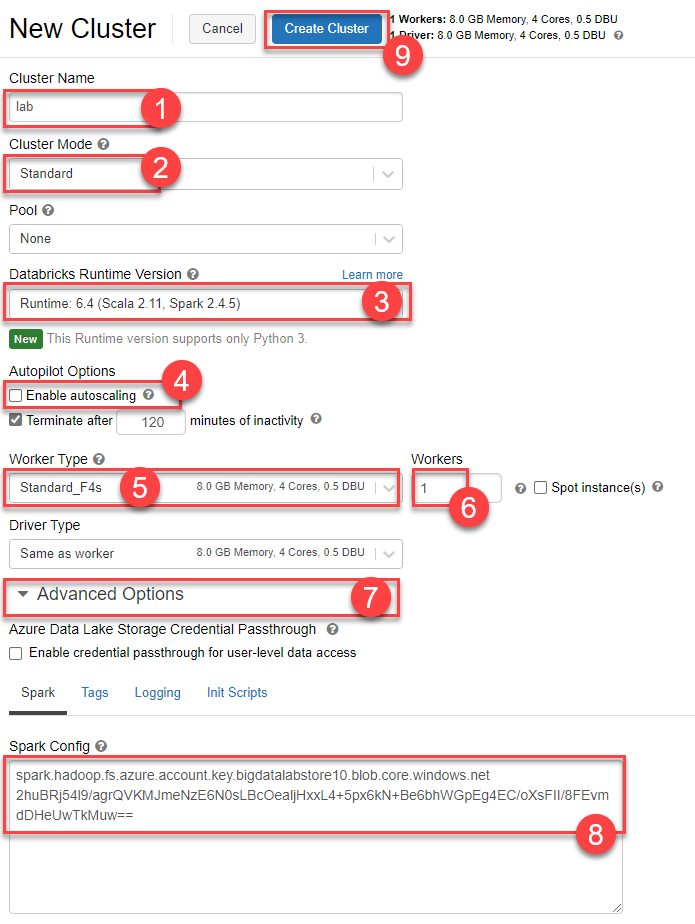 New Cluster
Cancel
Create Cluster
1 Workers: 8.0 GB Memory, 4 Cores, 0.5 DBU
1 Driver: 8.0 GB Memory, 4 Cores, 0.5 DBU
9
Cluster Name
lab
1
Cluster Mode
Standard
2
Pool
None
Databricks Runtime Version
Learn more
Runtime: 6.4 (Scala 2.11, Spark 2.4.5)
3
New This Runtime version supports only Python 3.
Autopilot Options
Enable autoscaling
4
Terminate after 120 minutes of inactivity
Worker Type
Workers
Standard_F4s
5
8.0 GB Memory, 4 Cores, 0.5 DBU
1
6
Spot instance(s)
Driver Type
Same as worker
8.0 GB Memory, 4 Cores, 0.5 DBU
Advanced Options
7
Azure Data Lake Storage Credential Passthrough
Enable credential passthrough for user-level data access
Spark Tags Logging Init Scripts
Spark Config
spark.hadoop.fs.azure.account.key.bigdatalabstore10.blob.core.windows.net
2huBRj54l9/agrQVKMJmeNzE6N0sLBcOeaIjHxxL4+5px6kN+Be6bhWGpEg4EC/oXsFII/8FEvm
dDHeUwTkMuw==
8